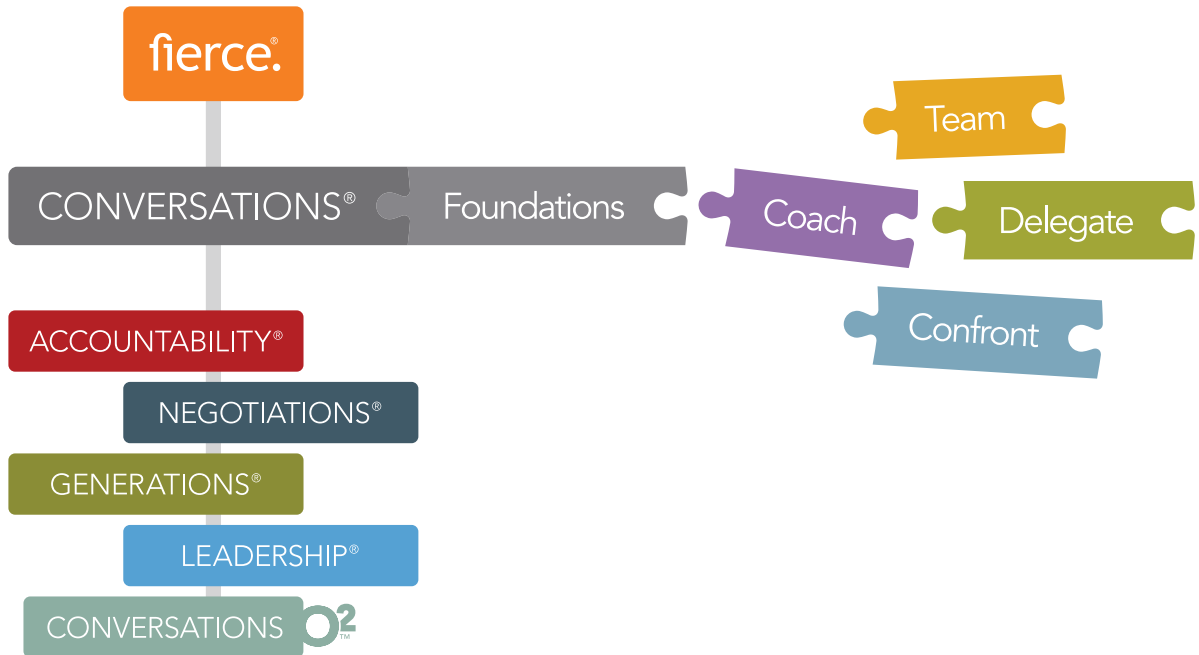 fierce.®
CONVERSATIONS®
Foundations
Coach
Team
Delegate
Confront
ACCOUNTABILITY®
NEGOTIATIONS®
GENERATIONS®
LEADERSHIP®
CONVERSATIONS O²™